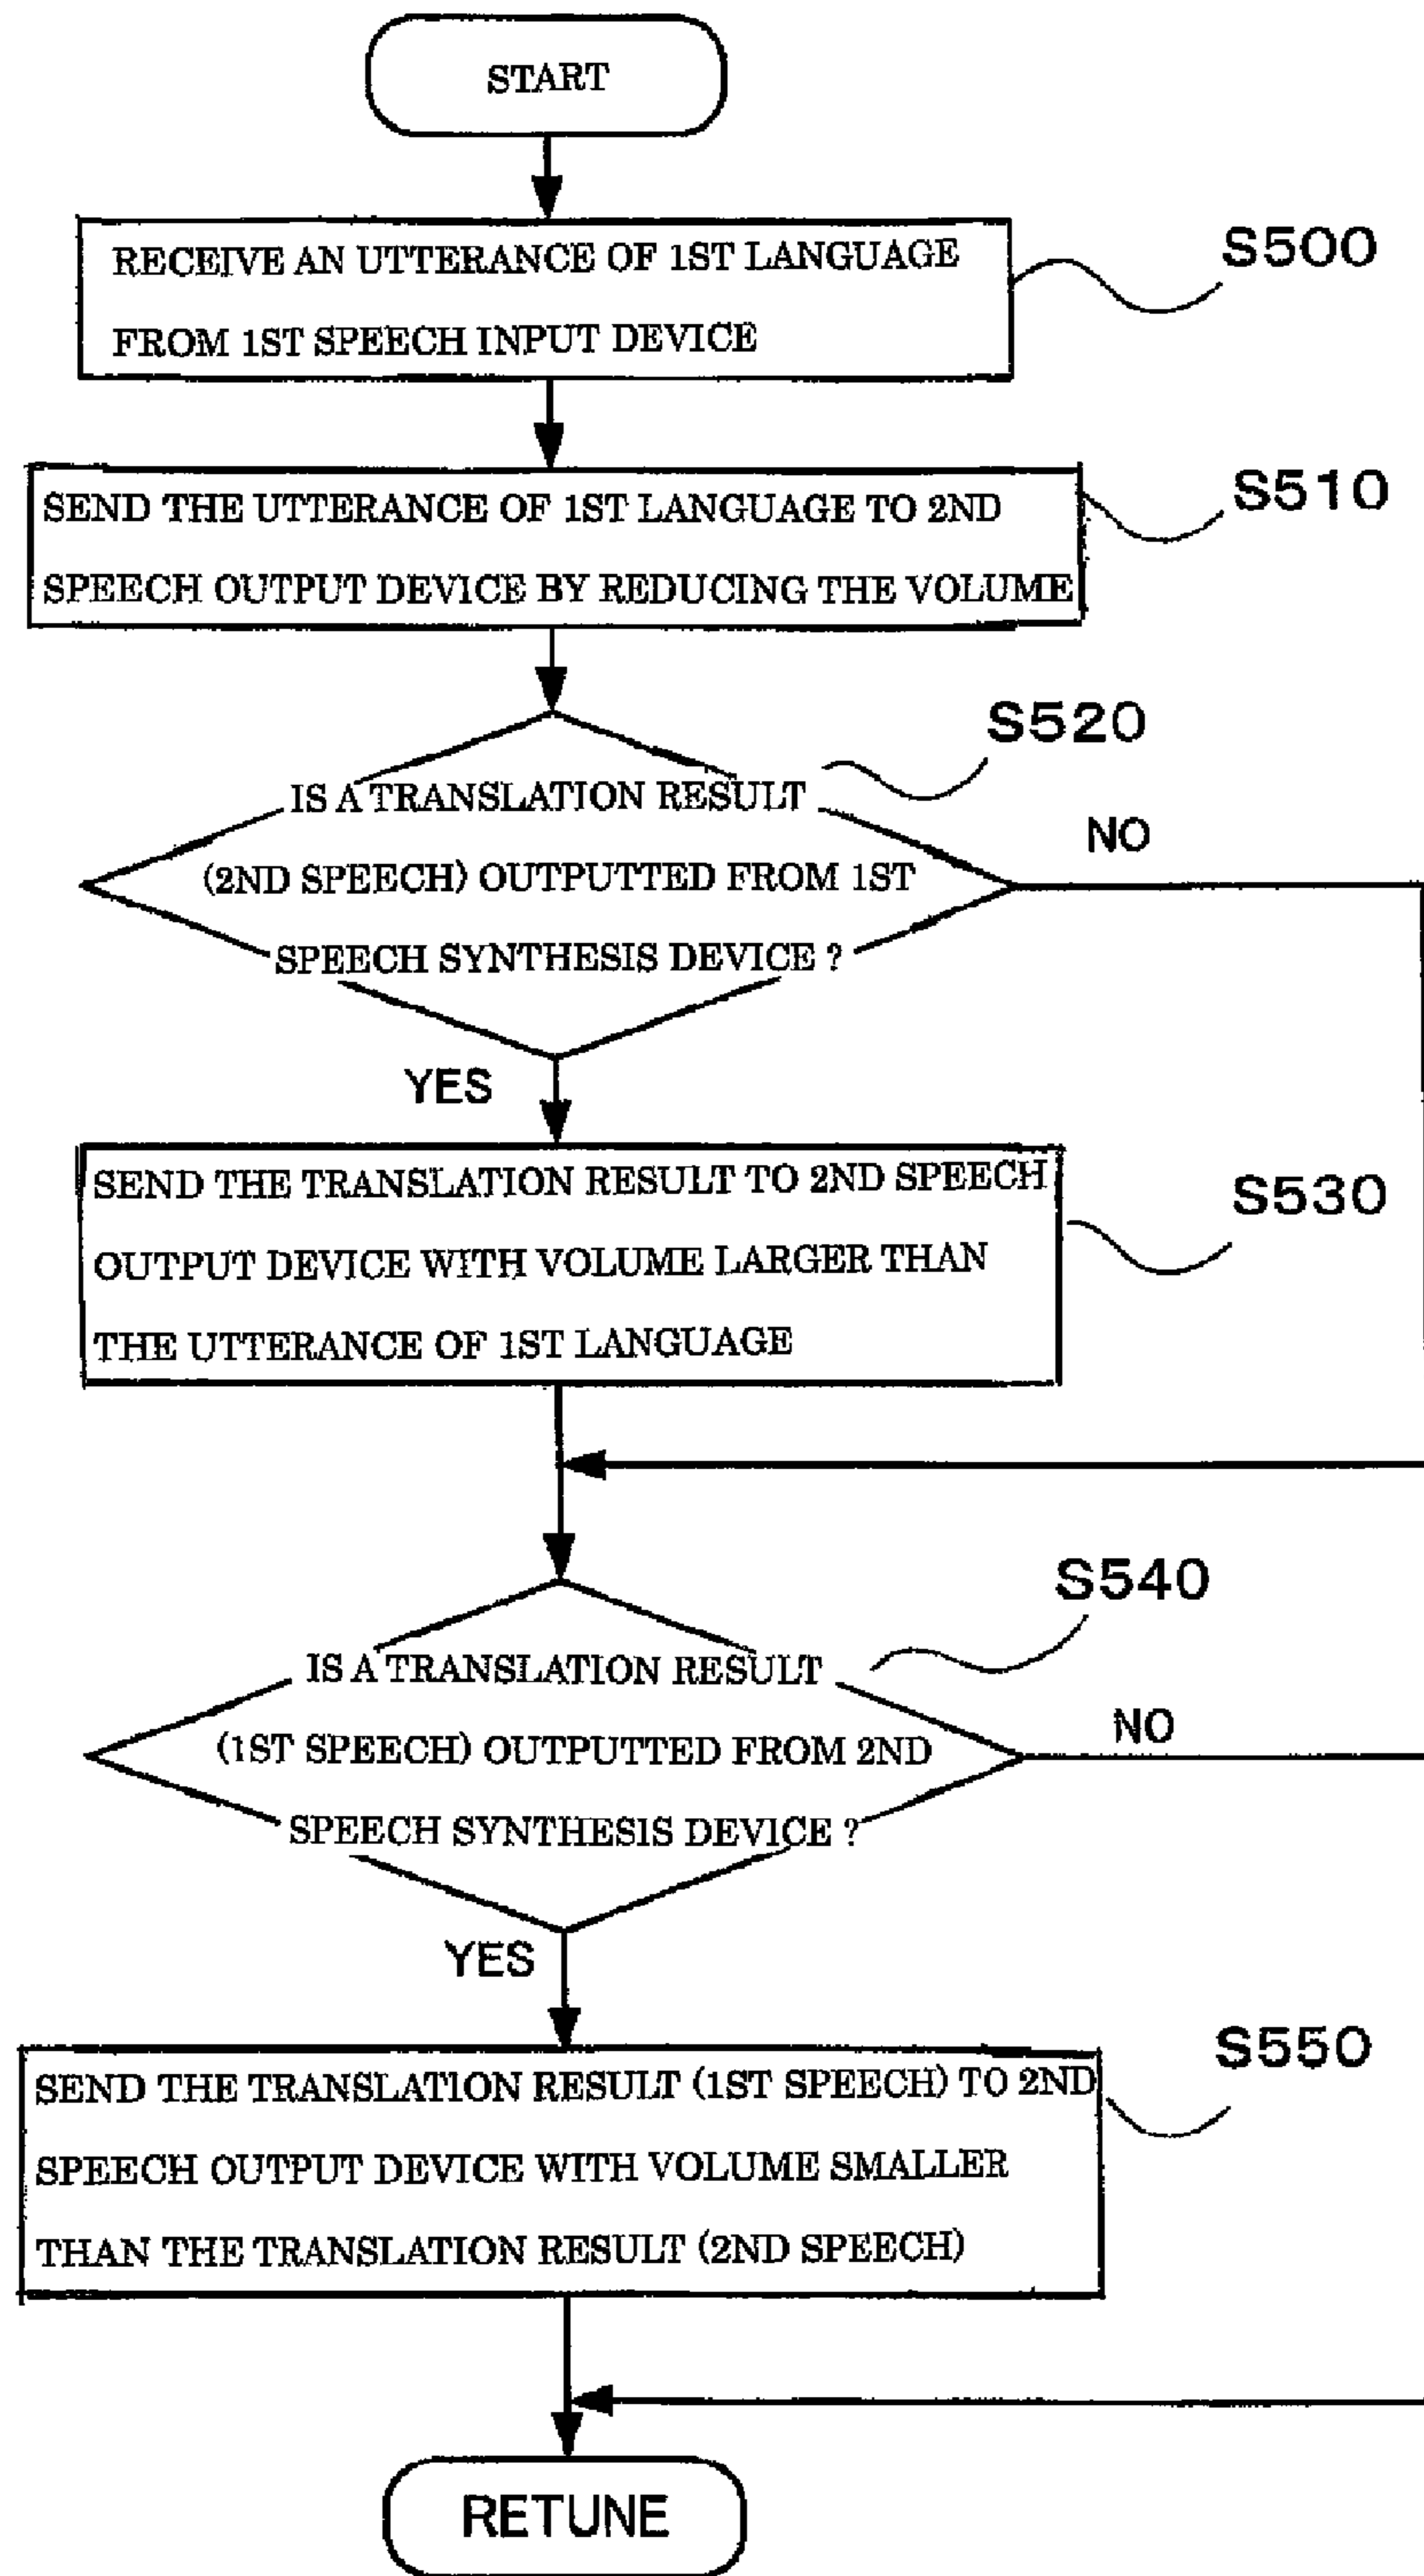 START
RECEIVE AN UTTERANCE OF 1ST LANGUAGE
FROM 1ST SPEECH INPUT DEVICE
S500
SEND THE UTTERANCE OF 1ST LANGUAGE TO 2ND
SPEECH OUTPUT DEVICE BY REDUCING THE VOLUME
S510
IS A TRANSLATION RESULT
(2ND SPEECH) OUTPUTTED FROM 1ST
SPEECH SYNTHESIS DEVICE ?
S520
NO
YES
SEND THE TRANSLATION RESULT TO 2ND SPEECH
OUTPUT DEVICE WITH VOLUME LARGER THAN
THE UTTERANCE OF 1ST LANGUAGE
S530
IS A TRANSLATION RESULT
(1ST SPEECH) OUTPUTTED FROM 2ND
SPEECH SYNTHESIS DEVICE ?
S540
NO
YES
SEND THE TRANSLATION RESULT (1ST SPEECH) TO 2ND
SPEECH OUTPUT DEVICE WITH VOLUME SMALLER
THAN THE TRANSLATION RESULT (2ND SPEECH)
S550
RETUNE